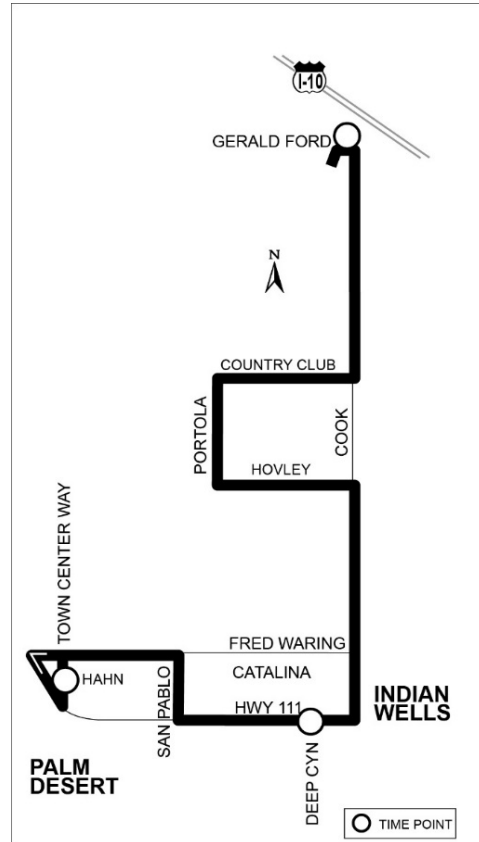 I-10
GERALD FORD
N
COUNTRY CLUB
PORTOLA
COOK
HOVLEY
TOWN CENTER WAY
FRED WARING
HAHN
CATALINA
SAN PABLO
HWY 111
INDIAN
WELLS
DEEP CYN
PALM
DESERT
TIME POINT